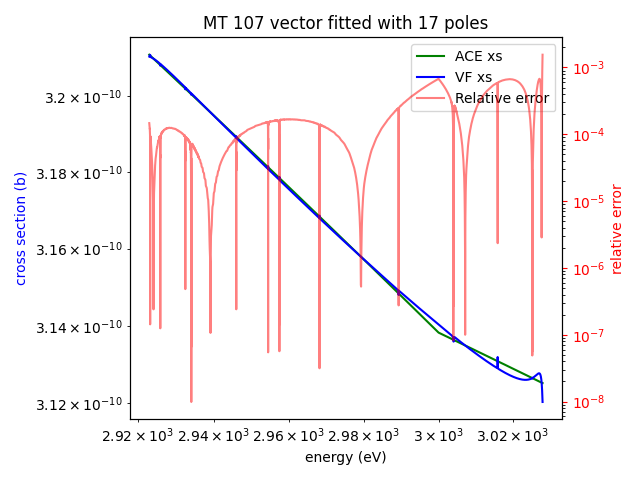 MT 107 vector fitted with 17 poles
ACE xs
VF xs
Relative error
cross section (b)
3.2 × 10⁻¹⁰
3.18 × 10⁻¹⁰
3.16 × 10⁻¹⁰
3.14 × 10⁻¹⁰
3.12 × 10⁻¹⁰
10⁻³
10⁻⁴
10⁻⁵
10⁻⁶
10⁻⁷
10⁻⁸
relative error
2.92 × 10³ 2.94 × 10³ 2.96 × 10³ 2.98 × 10³ 3 × 10³ 3.02 × 10³
energy (eV)